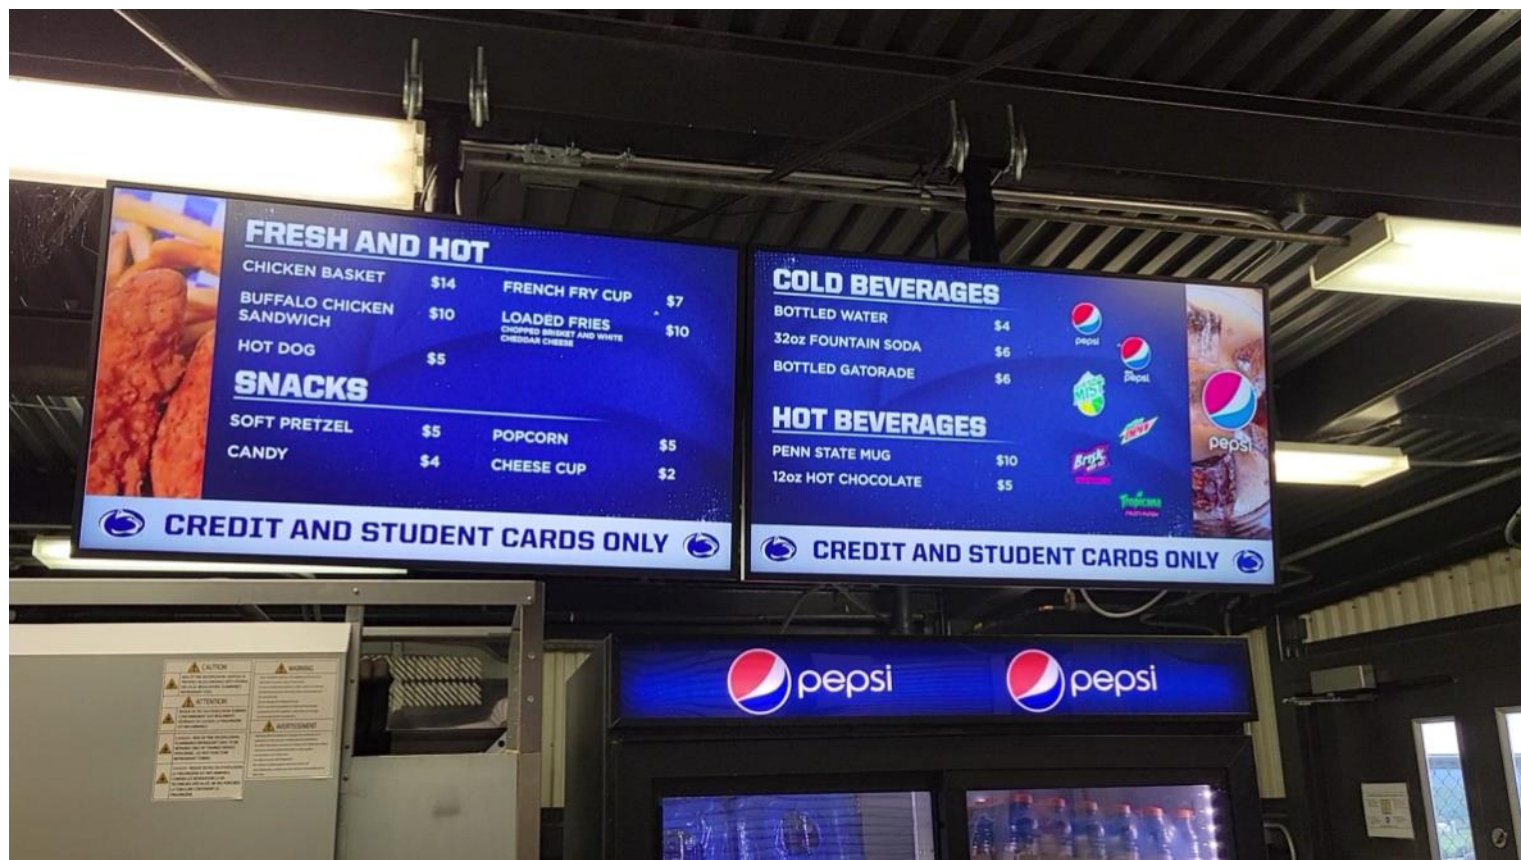 FRESH AND HOT
CHICKEN BASKET $14
BUFFALO CHICKEN
SANDWICH $10
HOT DOG $5
FRENCH FRY CUP $7
LOADED FRIES $10
CHOPPED BRISKET AND WHITE
CHEDDAR CHEESE
SNACKS
SOFT PRETZEL $5
CANDY $4
POPCORN $5
CHEESE CUP $2
CREDIT AND STUDENT CARDS ONLY
COLD BEVERAGES
BOTTLED WATER $4
32oz FOUNTAIN SODA $6
BOTTLED GATORADE $6
HOT BEVERAGES
PENN STATE MUG $10
12oz HOT CHOCOLATE $5
pepsi
pepsi
MIST
Brisk
Tropicana
pepsi
CREDIT AND STUDENT CARDS ONLY
pepsi pepsi
CAUTION
WARNING
ATTENTION
AVERTISSEMENT